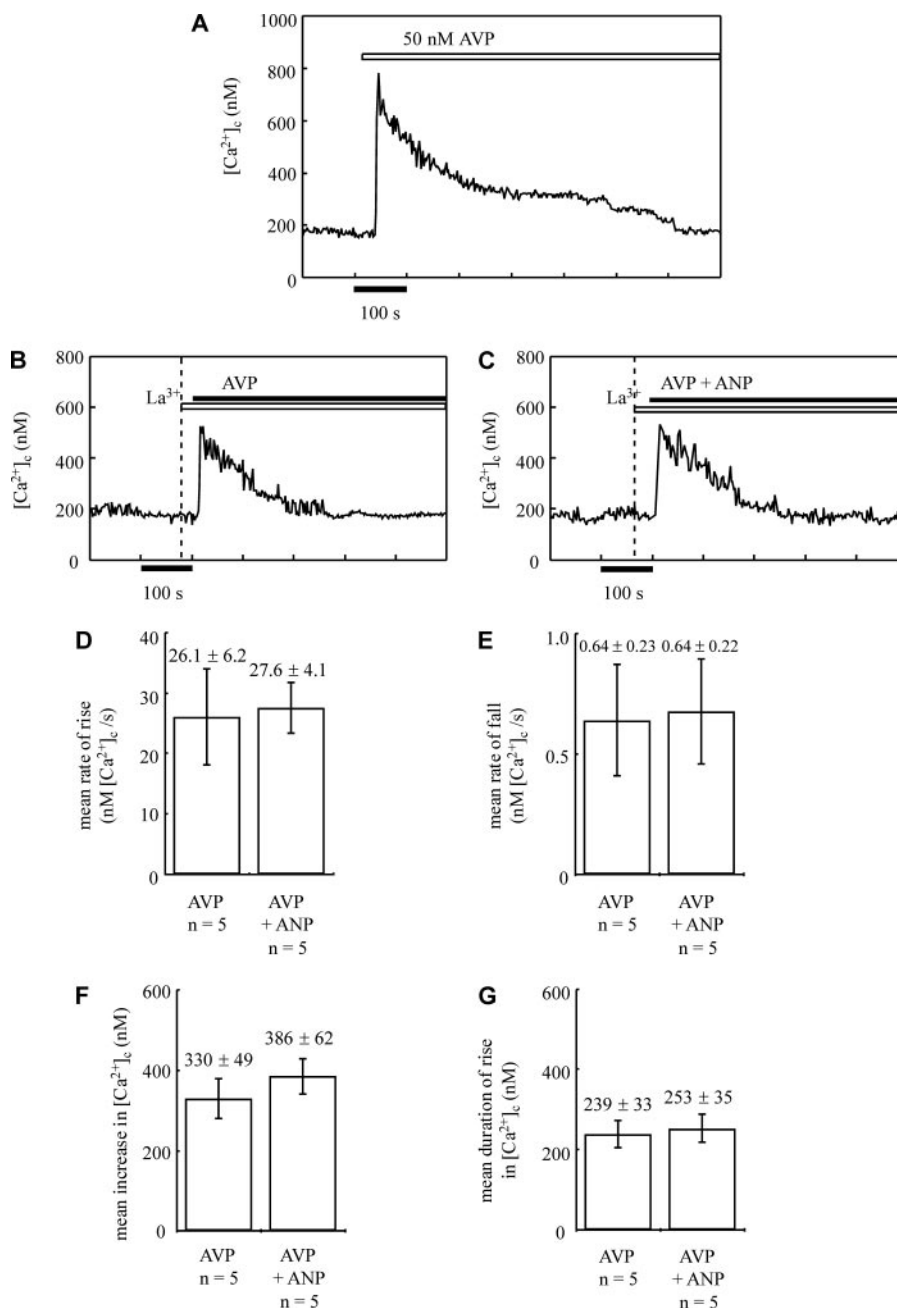 A
1000
50 nM AVP
800
600
400
200
0
[Ca²⁺]c (nM)
100 s
B
800
La³⁺
AVP
600
400
200
0
[Ca²⁺]c (nM)
100 s
C
800
La³⁺
AVP + ANP
600
400
200
0
[Ca²⁺]c (nM)
100 s
D
40
26.1 ± 6.2
27.6 ± 4.1
30
20
10
0
mean rate of rise
(nM [Ca²⁺]c /s)
AVP
n = 5
AVP
+ ANP
n = 5
E
1.0
0.64 ± 0.23
0.64 ± 0.22
0.5
0
mean rate of fall
(nM [Ca²⁺]c /s)
AVP
n = 5
AVP
+ ANP
n = 5
F
600
330 ± 49
386 ± 62
400
200
0
mean increase in [Ca²⁺]c (nM)
AVP
n = 5
AVP
+ ANP
n = 5
G
600
400
239 ± 33
253 ± 35
200
0
mean duration of rise
in [Ca²⁺]c (nM)
AVP
n = 5
AVP
+ ANP
n = 5